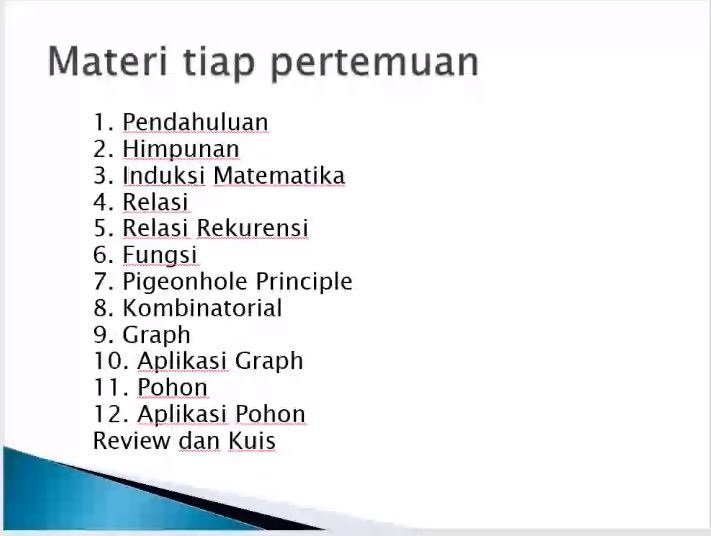 Materi tiap pertemuan
1. Pendahuluan
2. Himpunan
3. Induksi Matematika
4. Relasi
5. Relasi Rekurensi
6. Fungsi
7. Pigeonhole Principle
8. Kombinatorial
9. Graph
10. Aplikasi Graph
11. Pohon
12. Aplikasi Pohon
Review dan Kuis